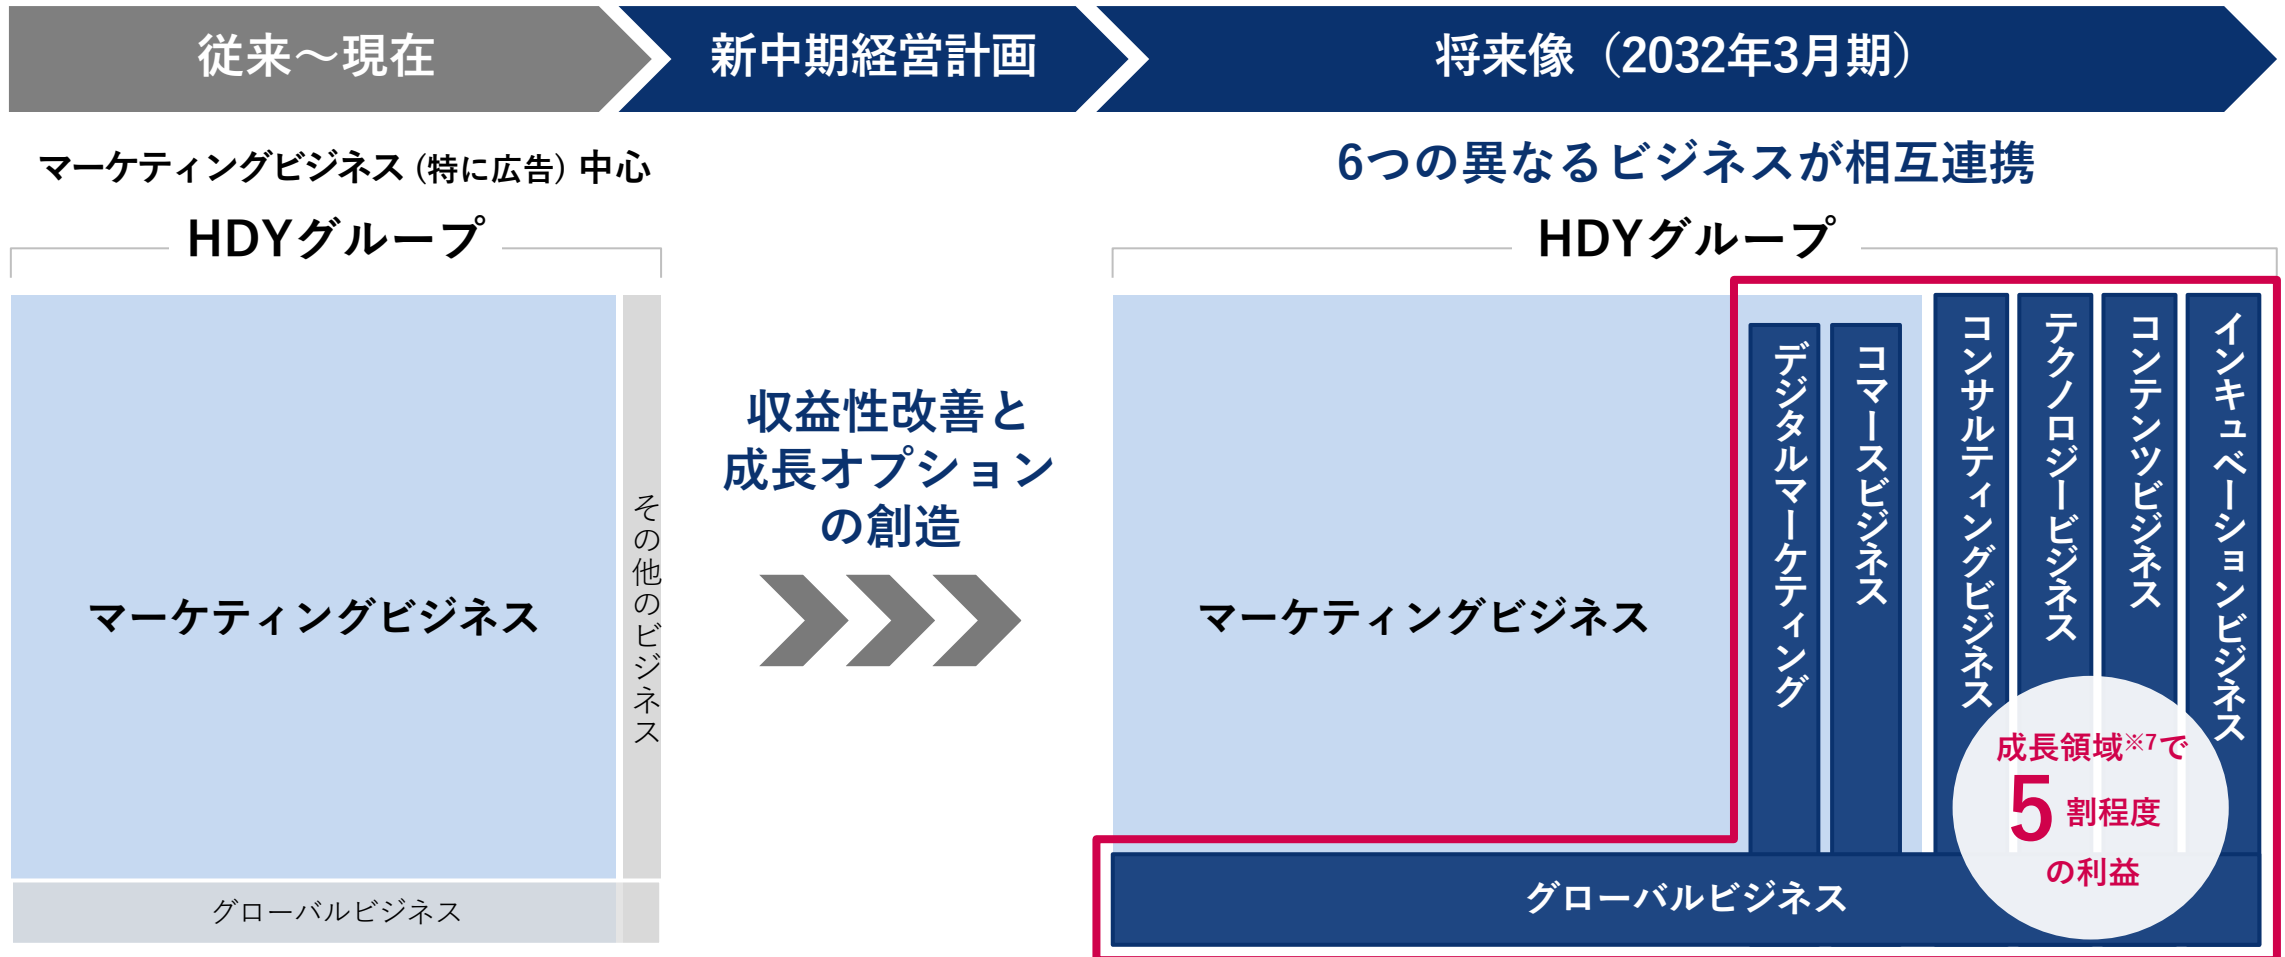 従来～現在
新中期経営計画
将来像（2032年3月期）
マーケティングビジネス (特に広告) 中心
6つの異なるビジネスが相互連携
HDYグループ
HDYグループ
マーケティングビジネス
その他のビジネス
グローバルビジネス
収益性改善と
成長オプション
の創造
マーケティングビジネス
デジタルマーケティング
コマースビジネス
コンサルティングビジネス
テクノロジービジネス
コンテンツビジネス
インキュベーションビジネス
成長領域※7で
5割程度
の利益
グローバルビジネス